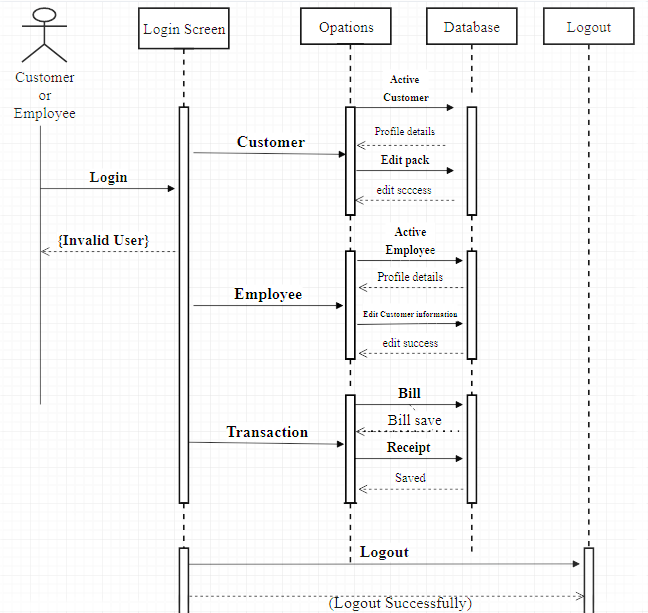 Customer
or
Employee
Login Screen
Opations
Database
Logout
Active
Customer
Profile details
Customer
Edit pack
Login
edit scccess
Active
{Invalid User}
Employee
Profile details
Employee
Edit Customer information
edit success
Bill
Bill save
Transaction
Receipt
Saved
Logout
(Logout Successfully)